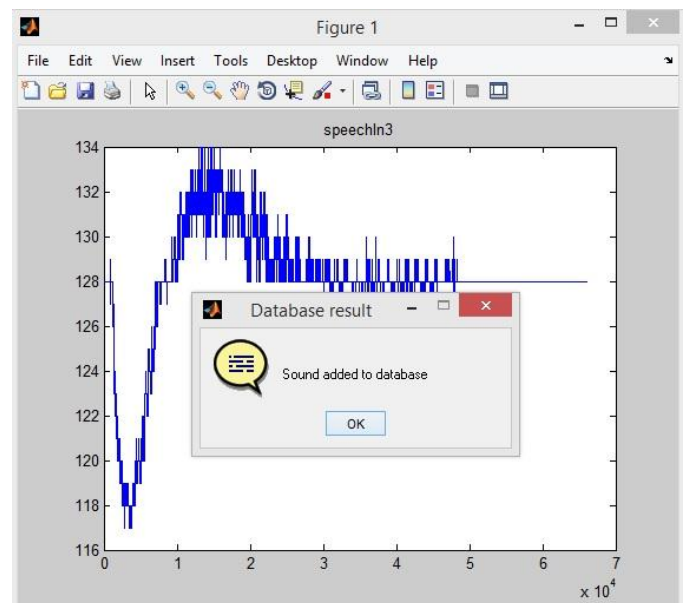 Figure 1
File Edit View Insert Tools Desktop Window Help
speechIn3
134
132
130
128
126
124
122
120
118
116
Database result
Sound added to database
OK
0 1 2 3 4 5 6 7
x 10^4